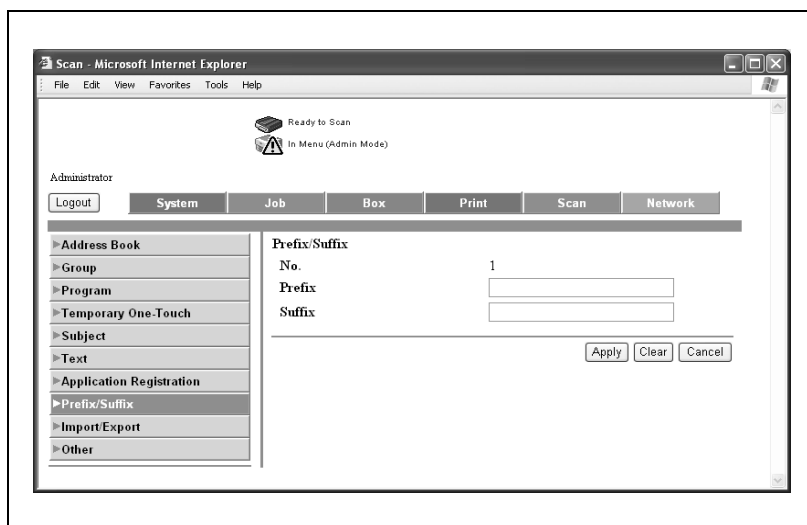 Scan - Microsoft Internet Explorer
File Edit View Favorites Tools Help
Ready to Scan
In Menu (Admin Mode)
Administrator
Logout System Job Box Print Scan Network
Address Book
Group
Program
Temporary One-Touch
Subject
Text
Application Registration
Prefix/Suffix
Import/Export
Other
Prefix/Suffix
No. 1
Prefix
Suffix
Apply Clear Cancel